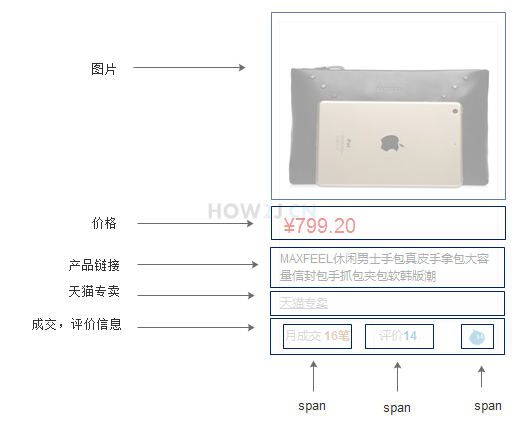 图片
HOW2J.CN
价格
¥799.20
产品链接
MAXFEEL休闲男士手包真皮手拿包大容
量信封包手抓包夹包软韩版潮
天猫专卖
天猫专卖
成交，评价信息
月成交 16笔 评价14
span span span